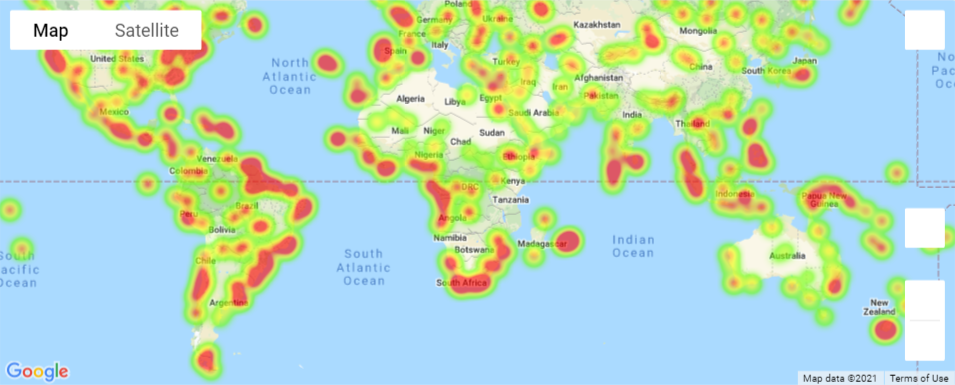 Map
Satellite
Poland
Germany
Ukraine
Kazakhstan
Mongolia
France
Italy
Spain
United States
Turkey
China
Japan
South Korea
North
Atlantic
Ocean
Afghanistan
Iraq
Iran
Pakistan
Algeria
Libya
Egypt
Saudi Arabia
India
Mexico
Mali
Niger
Sudan
Chad
Thailand
Nigeria
Ethiopia
Venezuela
Colombia
Kenya
DRC
Tanzania
Indonesia
Papua New
Guinea
Peru
Brazil
Angola
Bolivia
Namibia
Botswana
Madagascar
Indian
Ocean
South
Atlantic
Ocean
Chile
Australia
South Africa
Argentina
New
Zealand
South
Pacific
Ocean
Google
Map data ©2021
Terms of Use